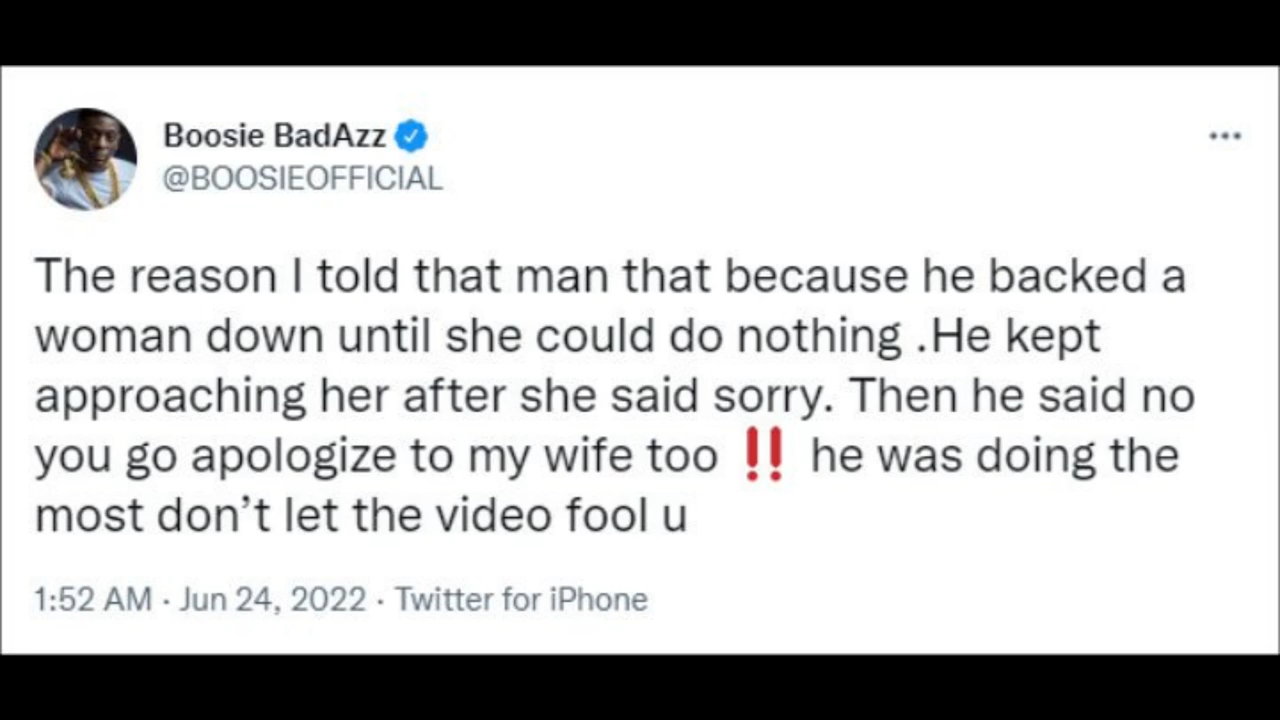 Boosie BadAzz
@BOOSIEOFFICIAL
The reason I told that man that because he backed a
woman down until she could do nothing .He kept
approaching her after she said sorry. Then he said no
you go apologize to my wife too ‼️ he was doing the
most don’t let the video fool u
1:52 AM · Jun 24, 2022 · Twitter for iPhone